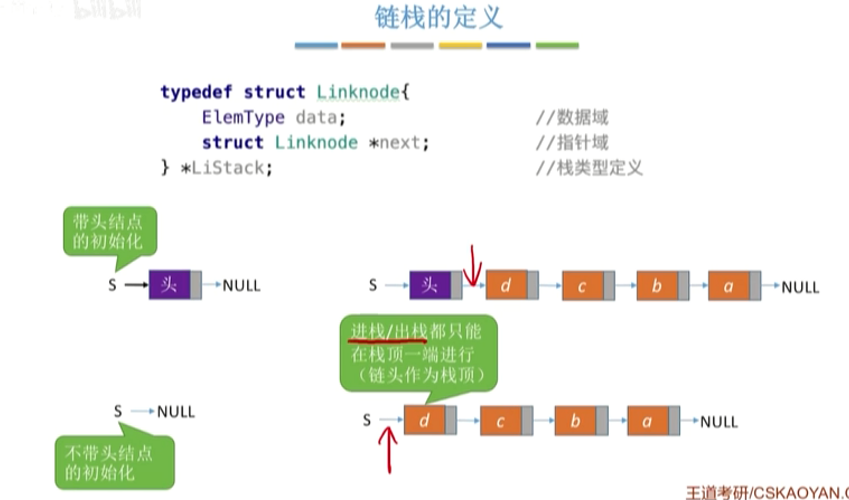 bilibili
链栈的定义
typedef struct Linknode{
ElemType data; //数据域
struct Linknode *next; //指针域
} *LiStack; //栈类型定义
带头结点
的初始化
S 头 NULL
S 头 d c b a NULL
进栈/出栈都只能
在栈顶一端进行
(链头作为栈顶)
S NULL
S d c b a NULL
不带头结点
的初始化
王道考研/CSKAOYAN.C